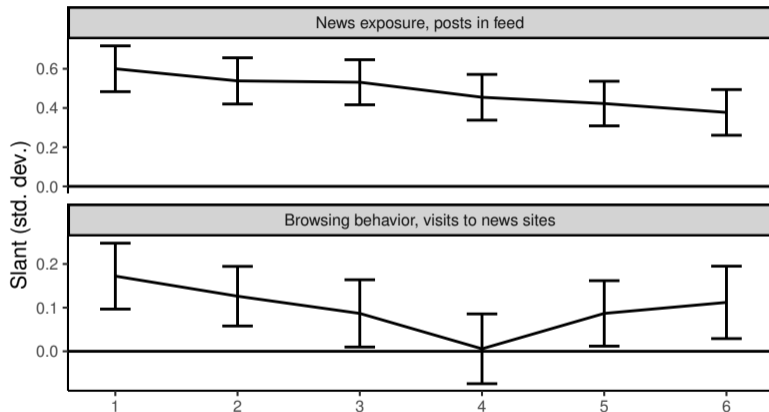 News exposure, posts in feed
0.6
0.4
0.2
0.0
Slant (std. dev.)
Browsing behavior, visits to news sites
0.2
0.1
0.0
1 2 3 4 5 6